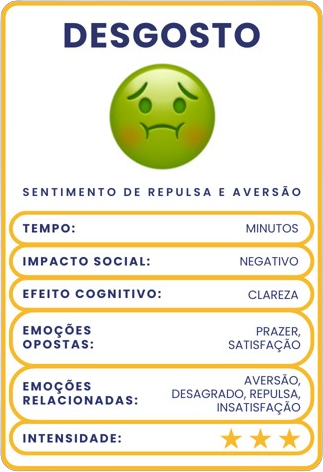 DESGOSTO
SENTIMENTO DE REPULSA E AVERSÃO
TEMPO: MINUTOS
IMPACTO SOCIAL: NEGATIVO
EFEITO COGNITIVO: CLAREZA
EMOÇÕES
OPOSTAS:
PRAZER,
SATISFAÇÃO
EMOÇÕES
RELACIONADAS:
AVERSÃO,
DESAGRADO, REPULSA,
INSATISFAÇÃO
INTENSIDADE: